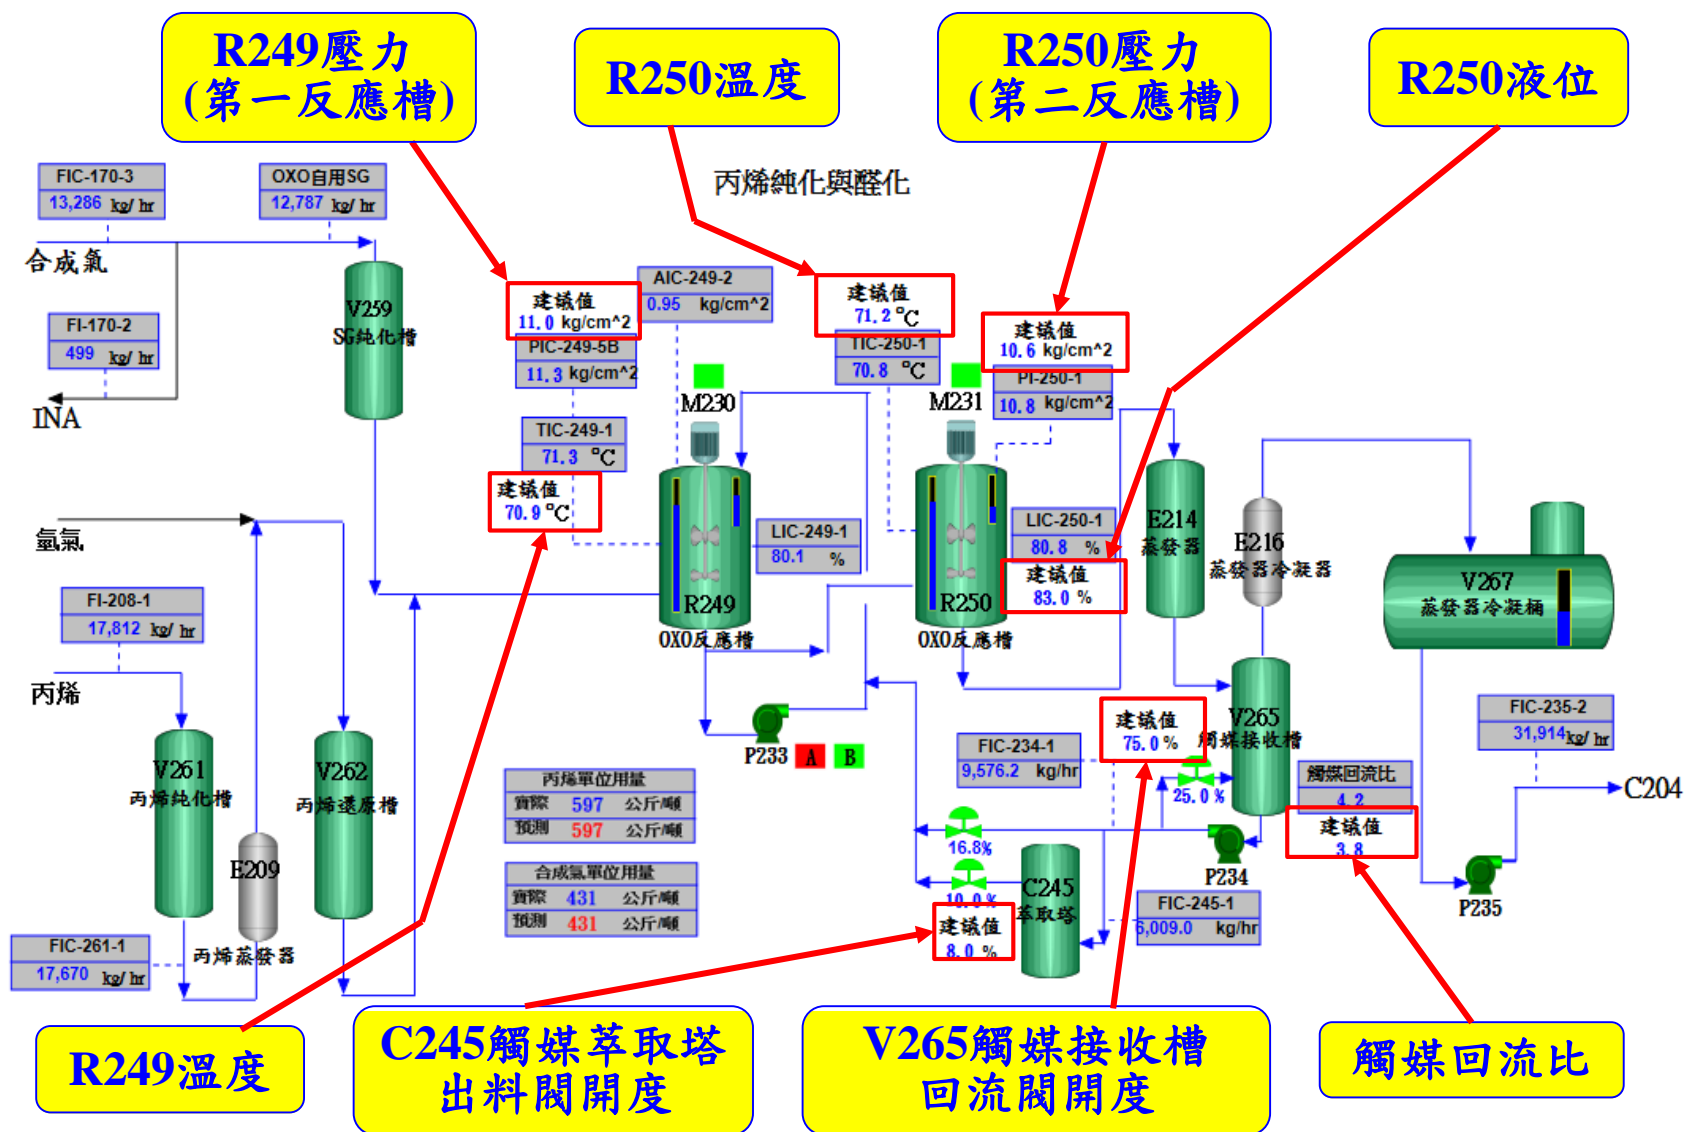 R249壓力
(第一反應槽)
R250溫度
R250壓力
(第二反應槽)
R250液位
丙烯純化與醛化
FIC-170-3
13,286 kg/ hr
OXO自用SG
12,787 kg/ hr
合成氣
FI-170-2
499 kg/ hr
INA
V259
SG純化槽
建議值
11.0 kg/cm^2
PIC-249-5B
11.3 kg/cm^2
AIC-249-2
0.95 kg/cm^2
建議值
71.2 °C
TIC-250-1
70.8 °C
建議值
10.6 kg/cm^2
PI-250-1
10.8 kg/cm^2
M230
M231
TIC-249-1
71.3 °C
建議值
70.9 °C
LIC-249-1
80.1 %
LIC-250-1
80.8 %
建議值
83.0 %
R249
OXO反應槽
R250
OXO反應槽
E214
蒸發器
E216
蒸發器冷凝器
V267
蒸發器冷凝桶
氫氣
FI-208-1
17,812 kg/ hr
丙烯
V261
丙烯純化槽
V262
丙烯還原槽
E209
丙烯蒸發器
FIC-261-1
17,670 kg/ hr
P233
A
B
丙烯單位用量
實際 597 公斤/噸
預測 597 公斤/噸
合成氣單位用量
實際 431 公斤/噸
預測 431 公斤/噸
FIC-234-1
9,576.2 kg/hr
建議值
75.0 %
25.0 %
V265
觸媒接收槽
16.8%
10.0 %
建議值
8.0 %
C245
萃取塔
P234
FIC-245-1
6,009.0 kg/hr
觸媒回流比
4.2
建議值
3.8
FIC-235-2
31,914 kg/ hr
C204
P235
R249溫度
C245觸媒萃取塔
出料閥開度
V265觸媒接收槽
回流閥開度
觸媒回流比